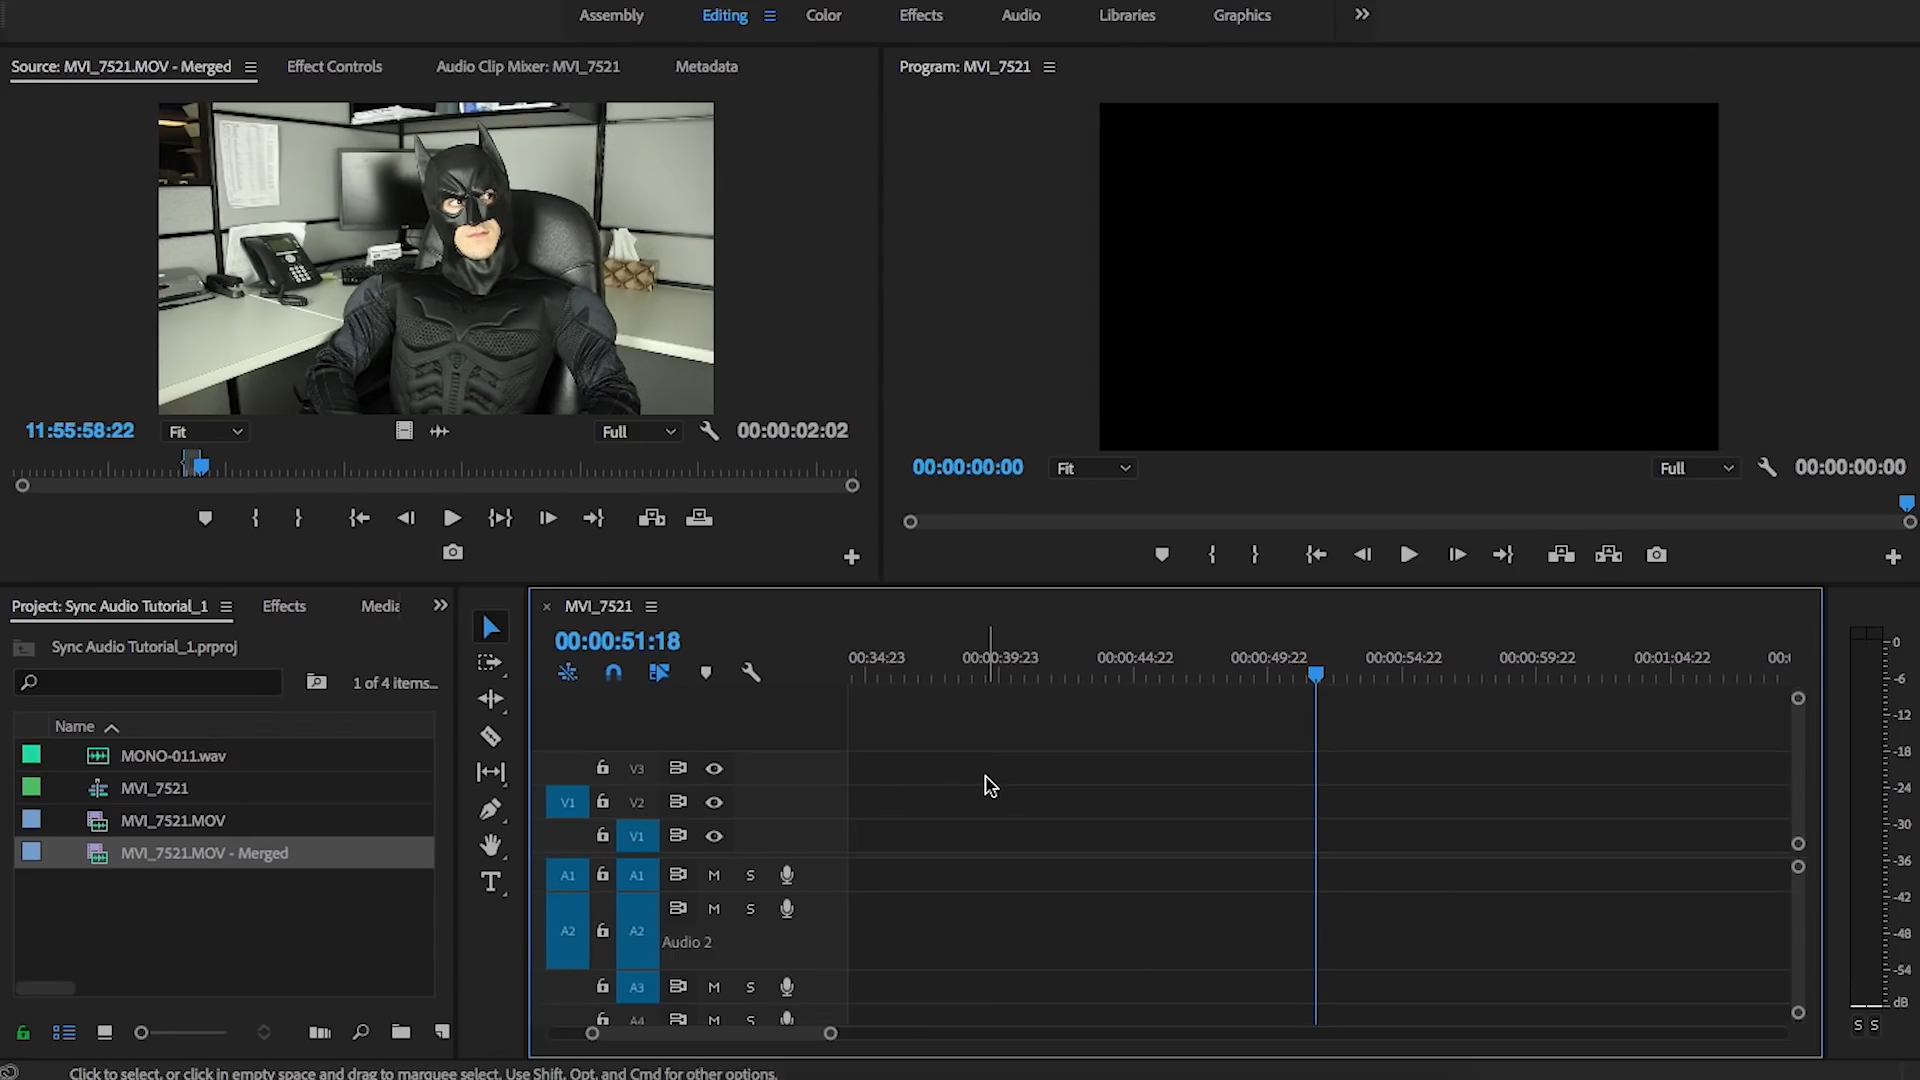 Assembly Editing Color Effects Audio Libraries Graphics
Source: MVI_7521.MOV - Merged Effect Controls Audio Clip Mixer: MVI_7521 Metadata
Program: MVI_7521
11:55:58:22 Fit Full 00:00:02:02
00:00:00:00 Fit Full 00:00:00:00
Project: Sync Audio Tutorial_1 Effects Media
Sync Audio Tutorial_1.prproj
1 of 4 items...
Name
MONO-011.wav
MVI_7521
MVI_7521.MOV
MVI_7521.MOV - Merged
MVI_7521
00:00:51:18
00:34:23 00:00:39:23 00:00:44:22 00:00:49:22 00:00:54:22 00:00:59:22 00:01:04:22 00:0
V3
V1 V2
V1
A1 A1 M S
M S
A2 A2
Audio 2
A3 M S
A4 M S
0
-6
-12
-18
-24
-30
-36
-42
-48
-54
dB
S S
Click to select, or click in empty space and drag to marquee select. Use Shift, Opt, and Cmd for other options.